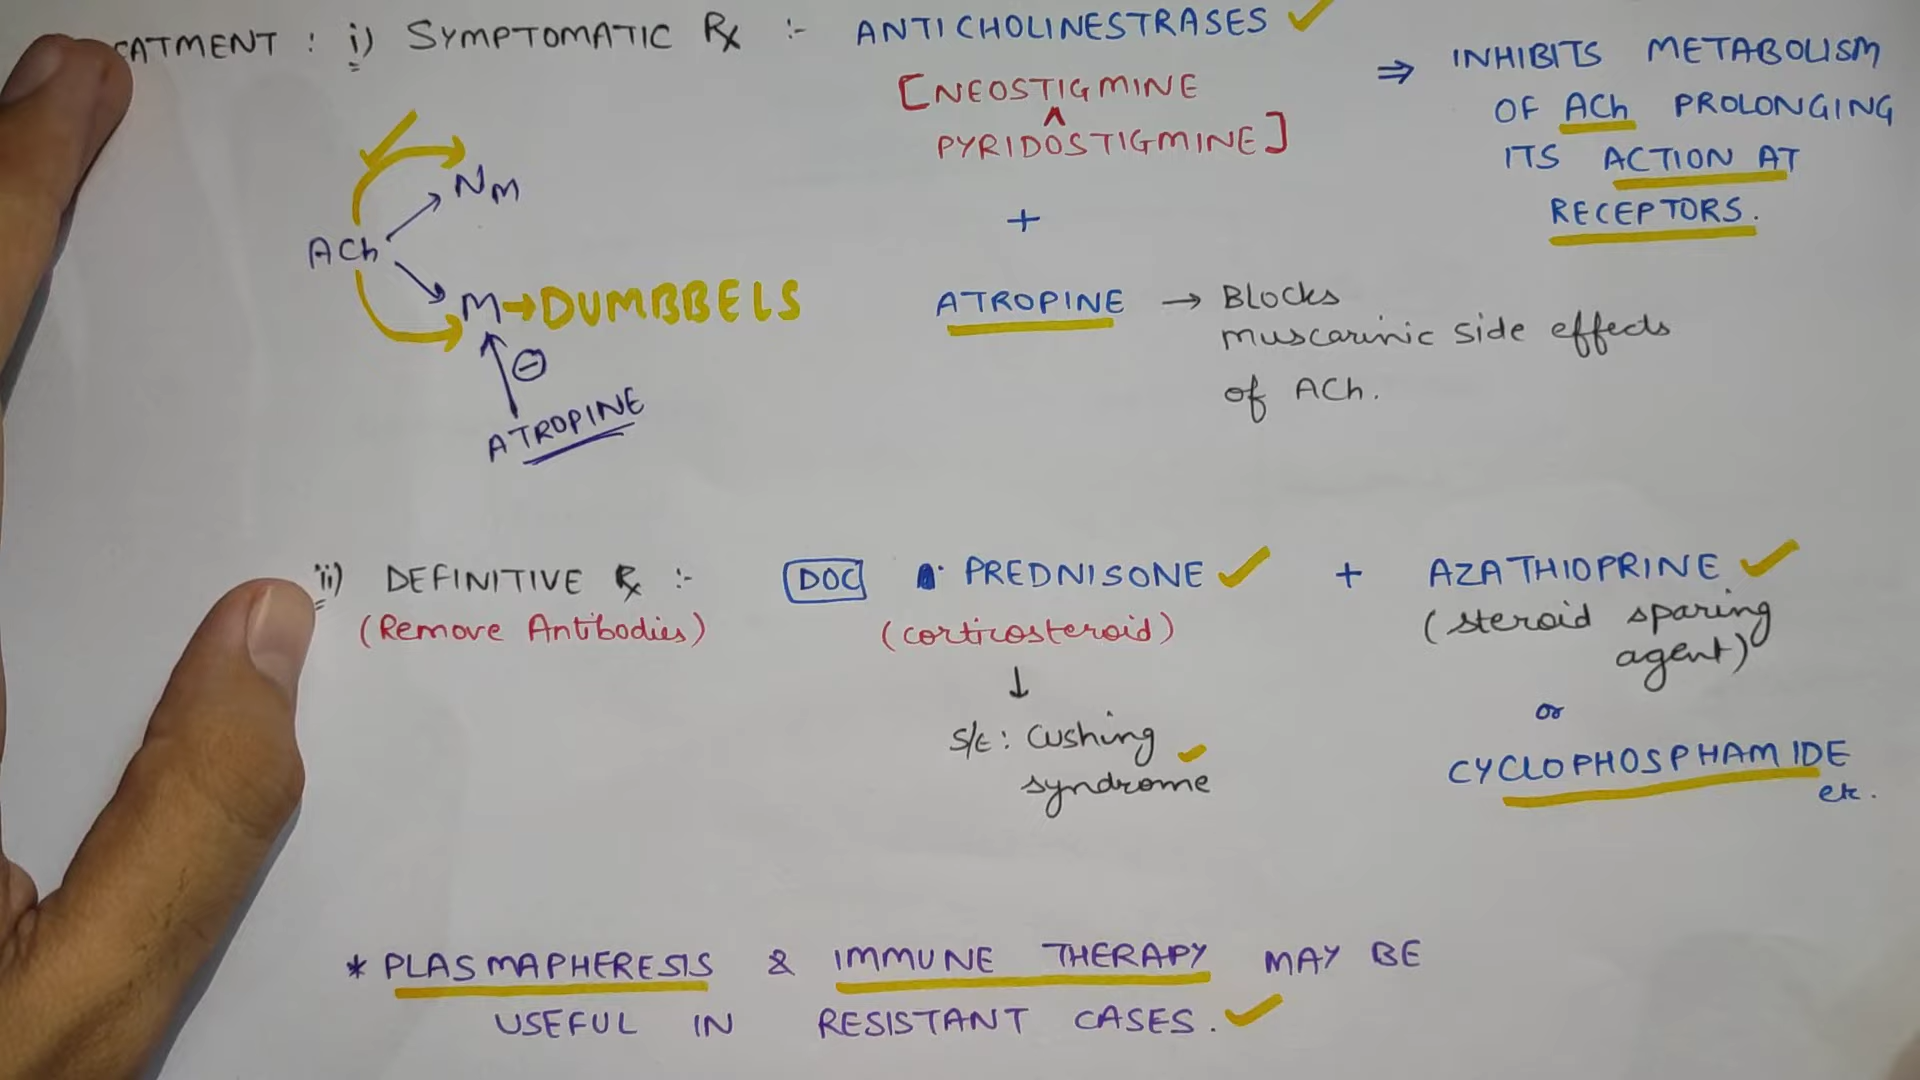 EATMENT : i) SYMPTOMATIC Rx :- ANTICHOLINESTRASES ✓
[NEOSTIGMINE
^
PYRIDOSTIGMINE]
⇒ INHIBITS METABOLISM
OF ACh PROLONGING
ITS ACTION AT
RECEPTORS.
NM
ACh
M→DUMBBELS
⊖
ATROPINE
+
ATROPINE → Blocks
muscarinic side effects
of ACh.
ii) DEFINITIVE Rx :- DOC PREDNISONE ✓ + AZATHIOPRINE ✓
(Remove Antibodies) (corticosteroid) (steroid sparing
agent)
↓
S/E : Cushing
syndrome
or
CYCLOPHOSPHAMIDE
etc.
* PLASMAPHERESIS & IMMUNE THERAPY MAY BE
USEFUL IN RESISTANT CASES. ✓